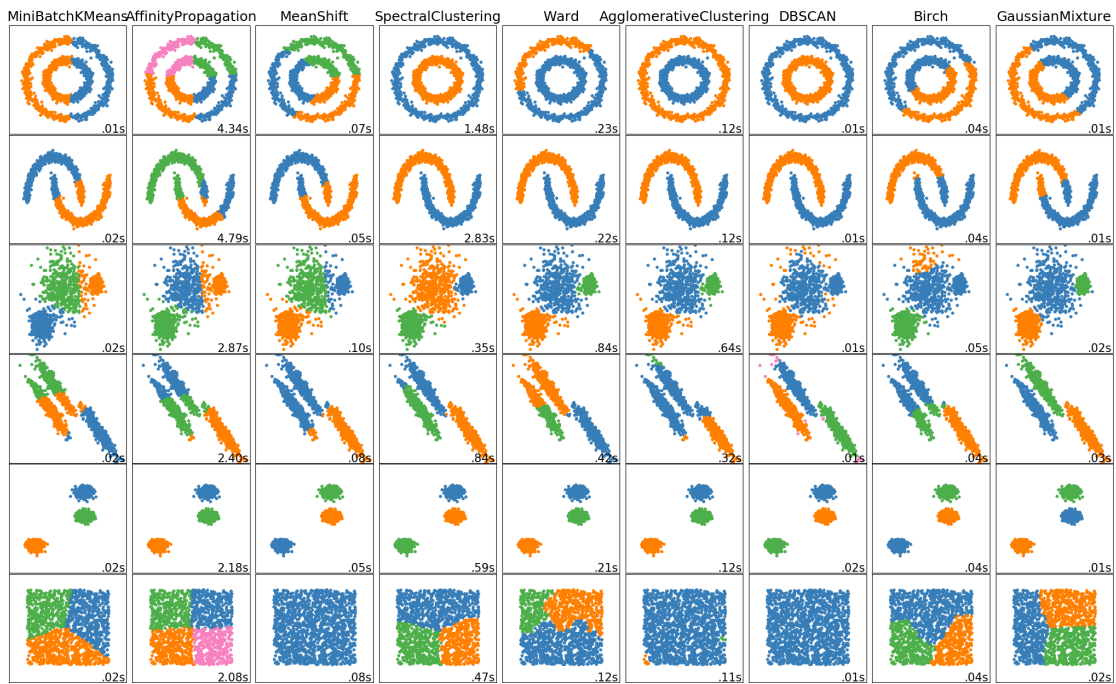 MiniBatchKMeans AffinityPropagation MeanShift SpectralClustering Ward AgglomerativeClustering DBSCAN Birch GaussianMixture
.01s 4.34s .07s 1.48s .23s .12s .01s .04s .01s
.02s 4.79s .05s 2.83s .22s .12s .01s .04s .01s
.02s 2.87s .10s .35s .84s .64s .01s .05s .02s
.02s 2.40s .08s .84s .42s .32s .01s .04s .03s
.02s 2.18s .05s .59s .21s .12s .02s .04s .01s
.02s 2.08s .08s .47s .12s .11s .01s .04s .02s